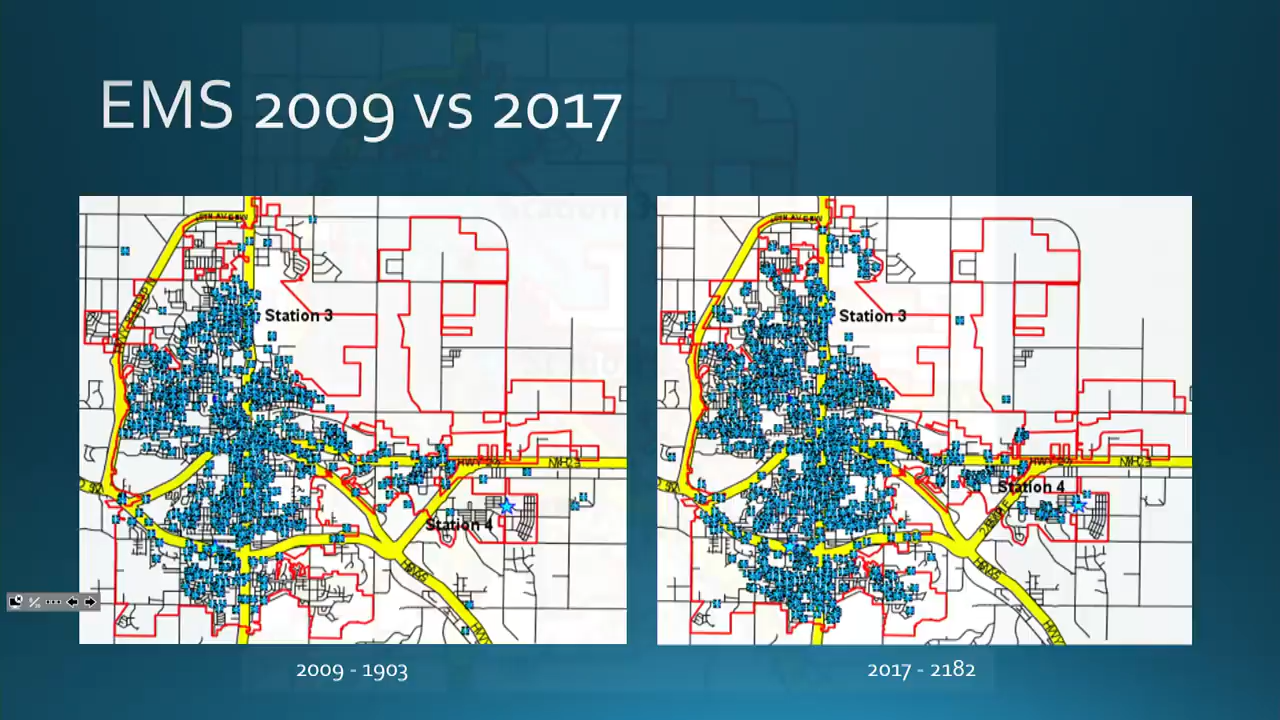 EMS 2009 vs 2017
Station 3
Station 4
Station 3
Station 4
2009 - 1903
2017 - 2182